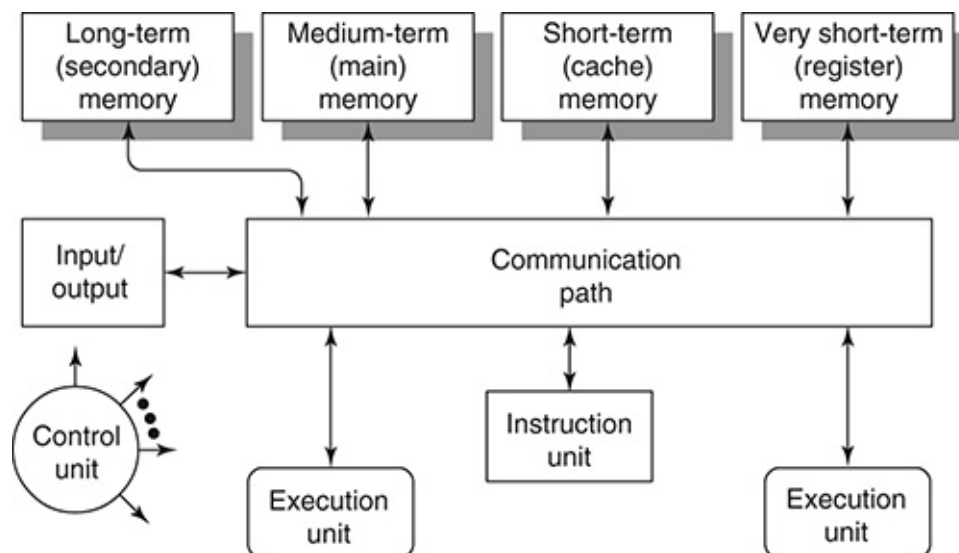 Long-term
(secondary)
memory
Medium-term
(main)
memory
Short-term
(cache)
memory
Very short-term
(register)
memory
Input/
output
Communication
path
Control
unit
Instruction
unit
Execution
unit
Execution
unit